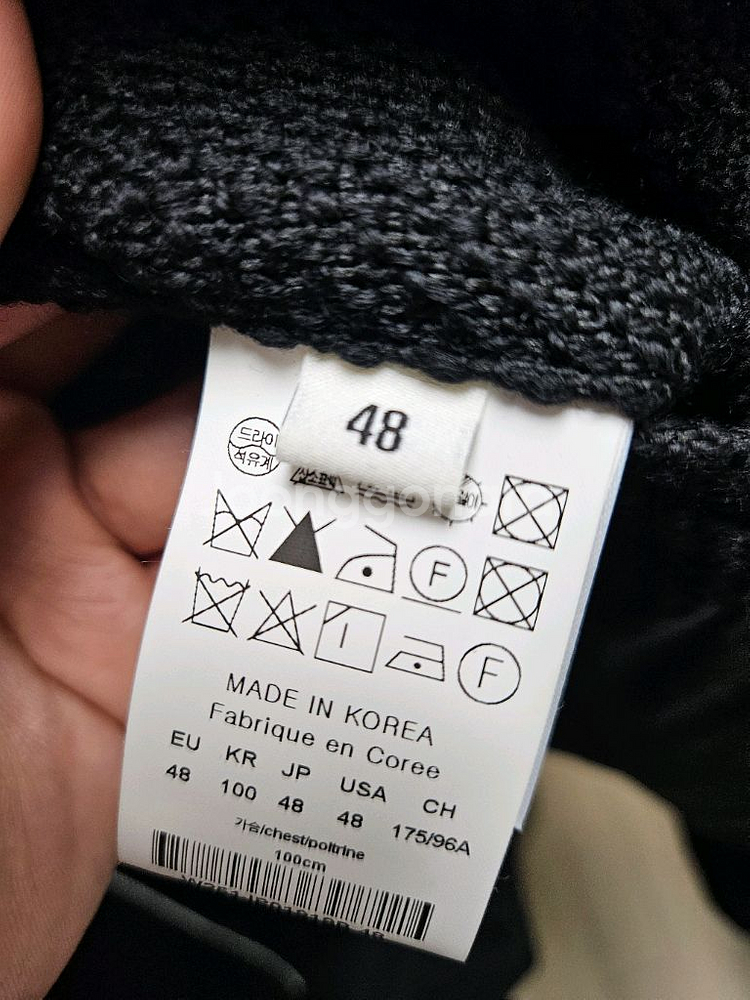 48
드라이
석유계
F
F
MADE IN KOREA
Fabrique en Coree
EU KR JP USA CH
48 100 48 48 175/96A
가슴/chest/poitrine
100cm